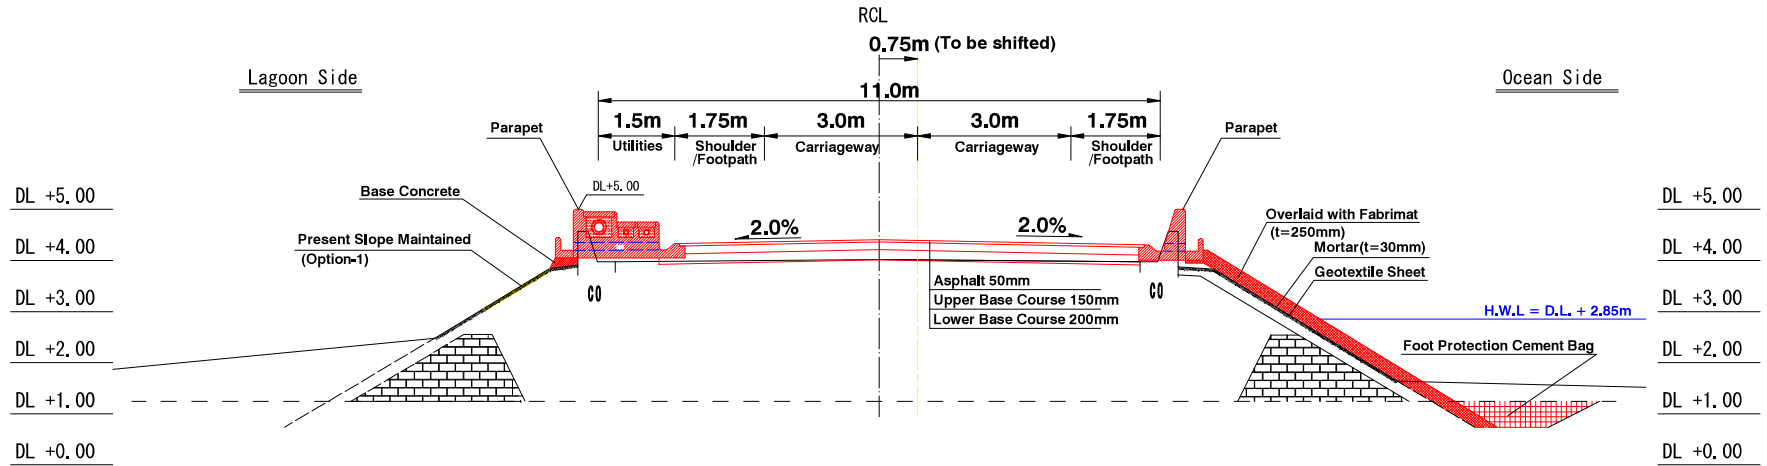 RCL
0.75m (To be shifted)
Lagoon Side
Ocean Side
11.0m
1.5m
1.75m
3.0m
3.0m
1.75m
Utilities
Shoulder
/Footpath
Carriageway
Carriageway
Shoulder
/Footpath
Parapet
Parapet
DL+5.00
Base Concrete
Present Slope Maintained
(Option-1)
2.0%
2.0%
Overlaid with Fabrimat
(t=250mm)
Mortar(t=30mm)
Geotextile Sheet
CO
CO
Asphalt 50mm
Upper Base Course 150mm
Lower Base Course 200mm
H.W.L = D.L. + 2.85m
Foot Protection Cement Bag
DL +5.00
DL +4.00
DL +3.00
DL +2.00
DL +1.00
DL +0.00
DL +5.00
DL +4.00
DL +3.00
DL +2.00
DL +1.00
DL +0.00